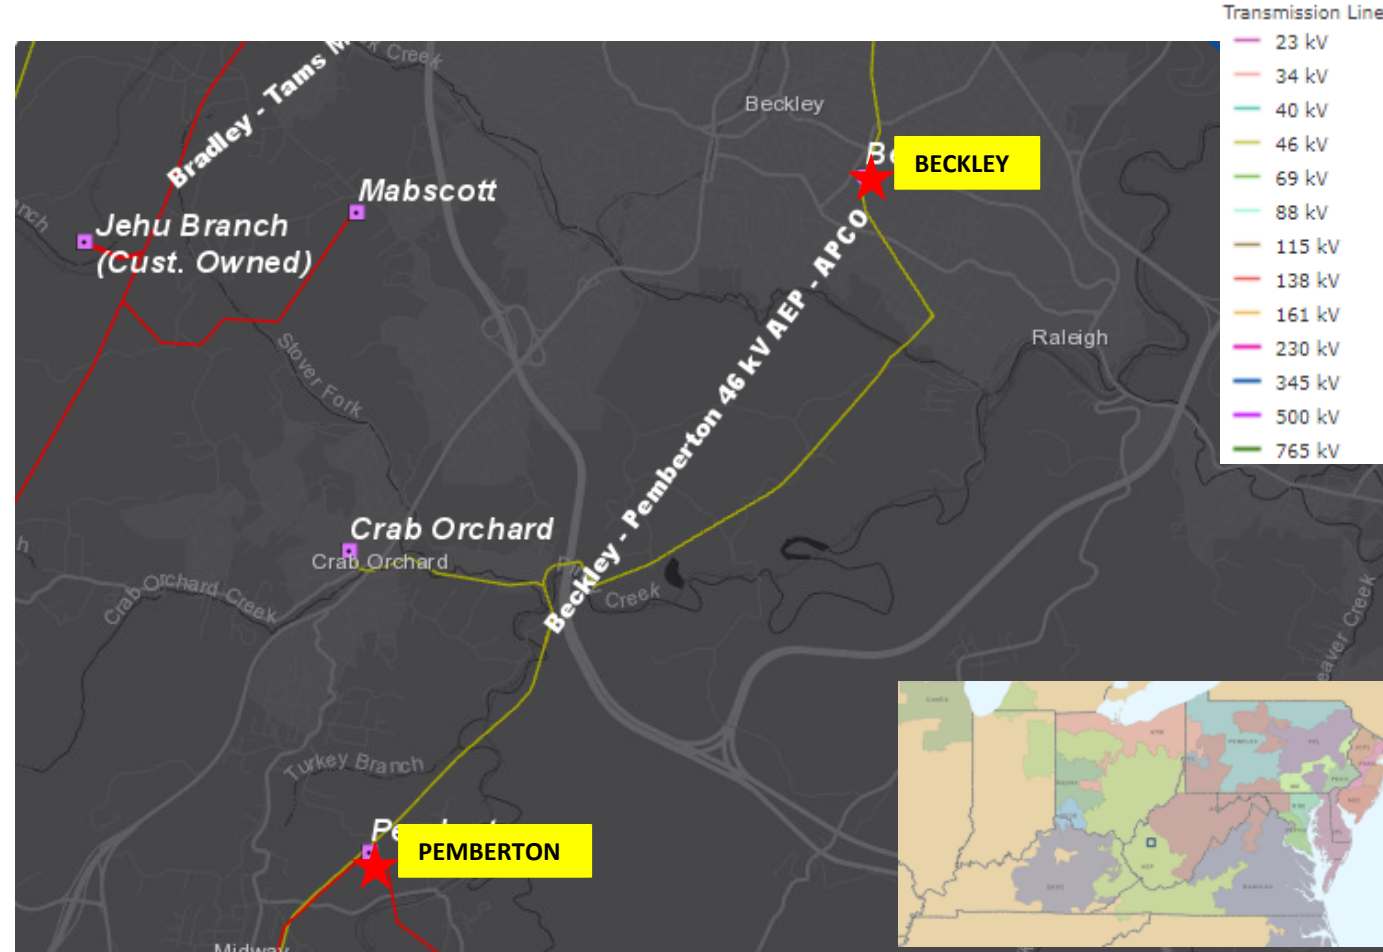 Transmission Line
23 kV
34 kV
40 kV
46 kV
69 kV
88 kV
115 kV
138 kV
161 kV
230 kV
345 kV
500 kV
765 kV
Creek
Bradley - Tams M
Beckley
Be
BECKLEY
Mabscott
Jehu Branch
(Cust. Owned)
Stover Fork
Raleigh
Beckley - Pemberton 46 kV AEP - APCO
Crab Orchard
Crab Orchard
Crab Orchard Creek
Creek
eaver Creek
Turkey Branch
PEMBERTON
Midway